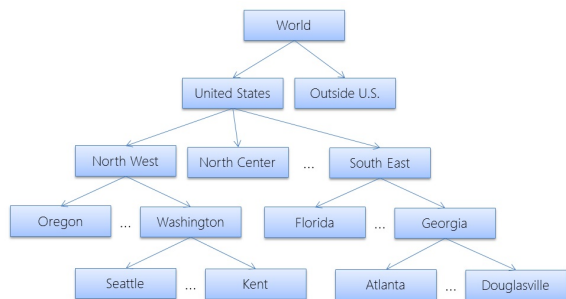 World
United States
Outside U.S.
North West
North Center
...
South East
Oregon
...
Washington
Florida
...
Georgia
Seattle
...
Kent
Atlanta
...
Douglasville